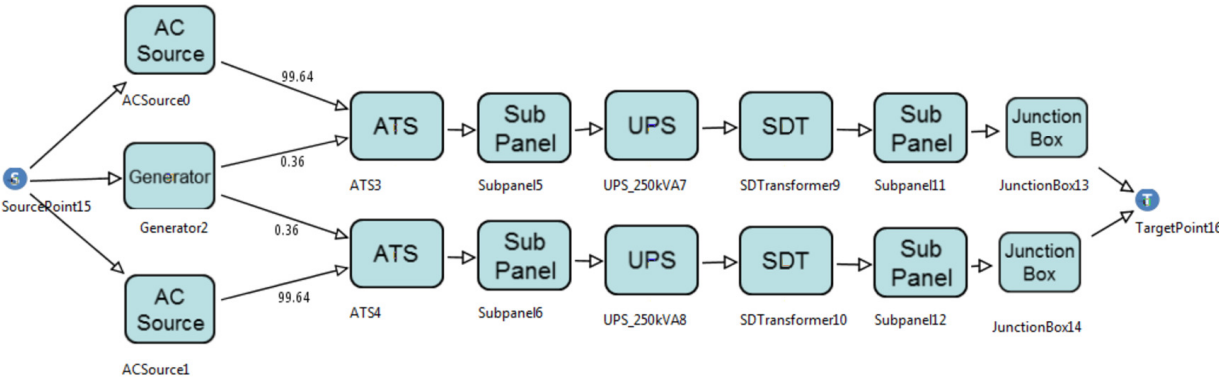 AC
Source
ACSource0
99.64
ATS
ATS3
Sub
Panel
Subpanel5
UPS
UPS_250kVA7
SDT
SDTransformer9
Sub
Panel
Subpanel11
Junction
Box
JunctionBox13
S
SourcePoint15
Generator
Generator2
0.36
0.36
T
TargetPoint16
ATS
ATS4
Sub
Panel
Subpanel6
UPS
UPS_250kVA8
SDT
SDTransformer10
Sub
Panel
Subpanel12
Junction
Box
JunctionBox14
AC
Source
ACSource1
99.64